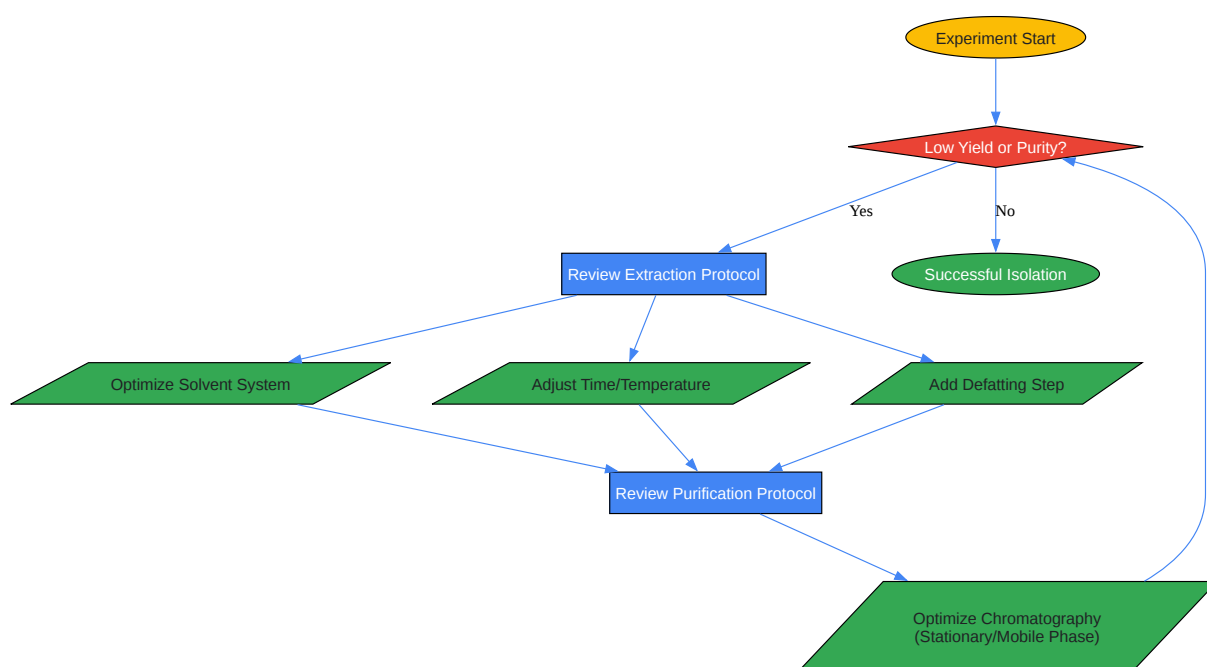 Experiment Start
Low Yield or Purity?
Yes
No
Review Extraction Protocol
Successful Isolation
Optimize Solvent System
Adjust Time/Temperature
Add Defatting Step
Review Purification Protocol
Optimize Chromatography
(Stationary/Mobile Phase)